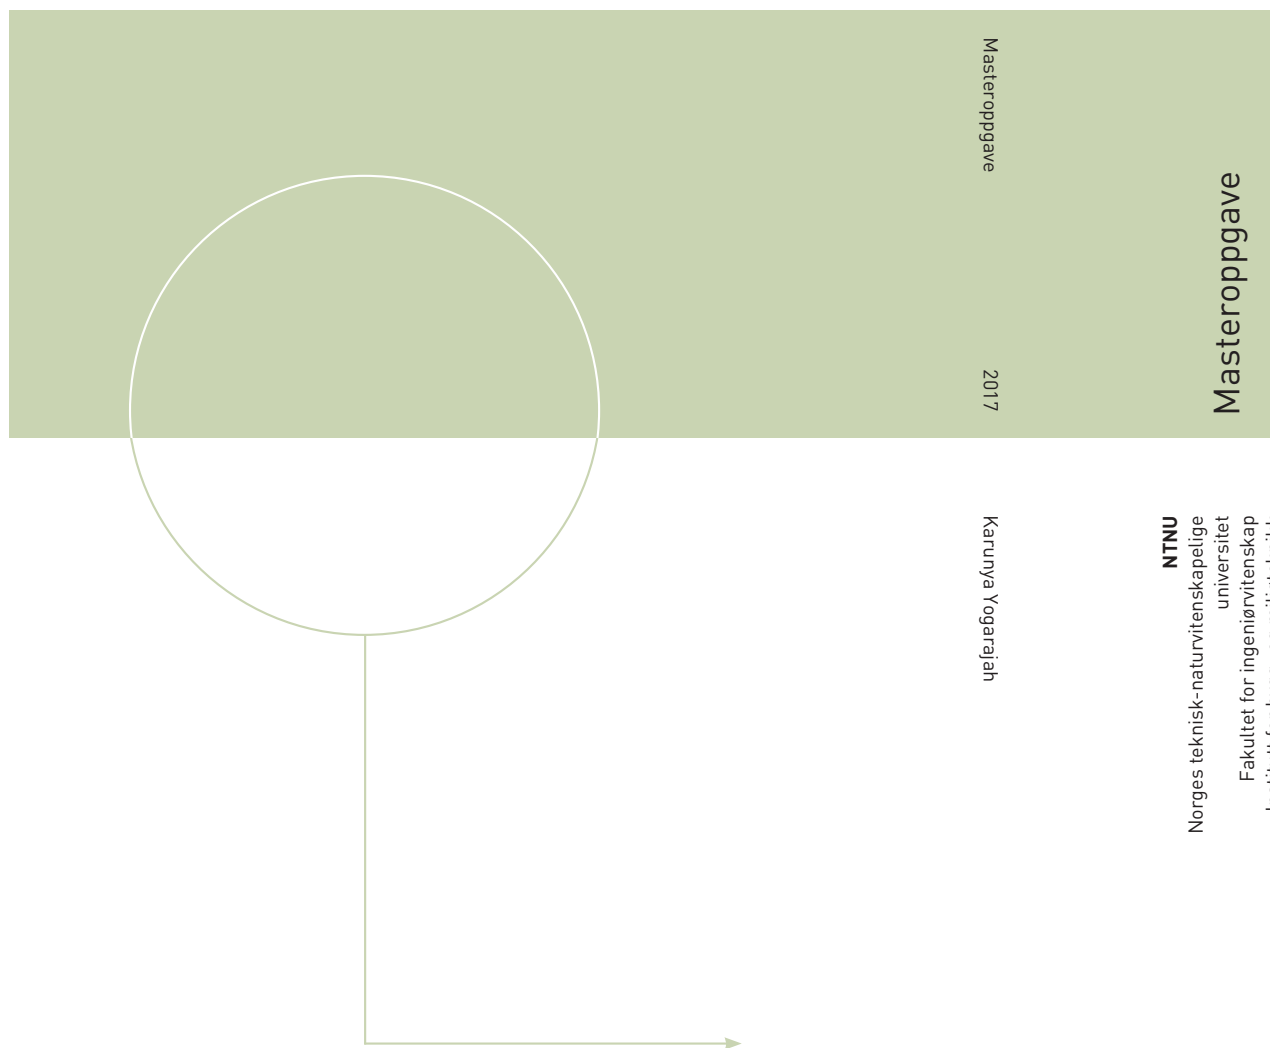 Masteroppgave
2017
Karunya Yogarajah
Masteroppgave
NTNU
Norges teknisk-naturvitenskapelige
universitet
Fakultet for ingeniørvitenskap